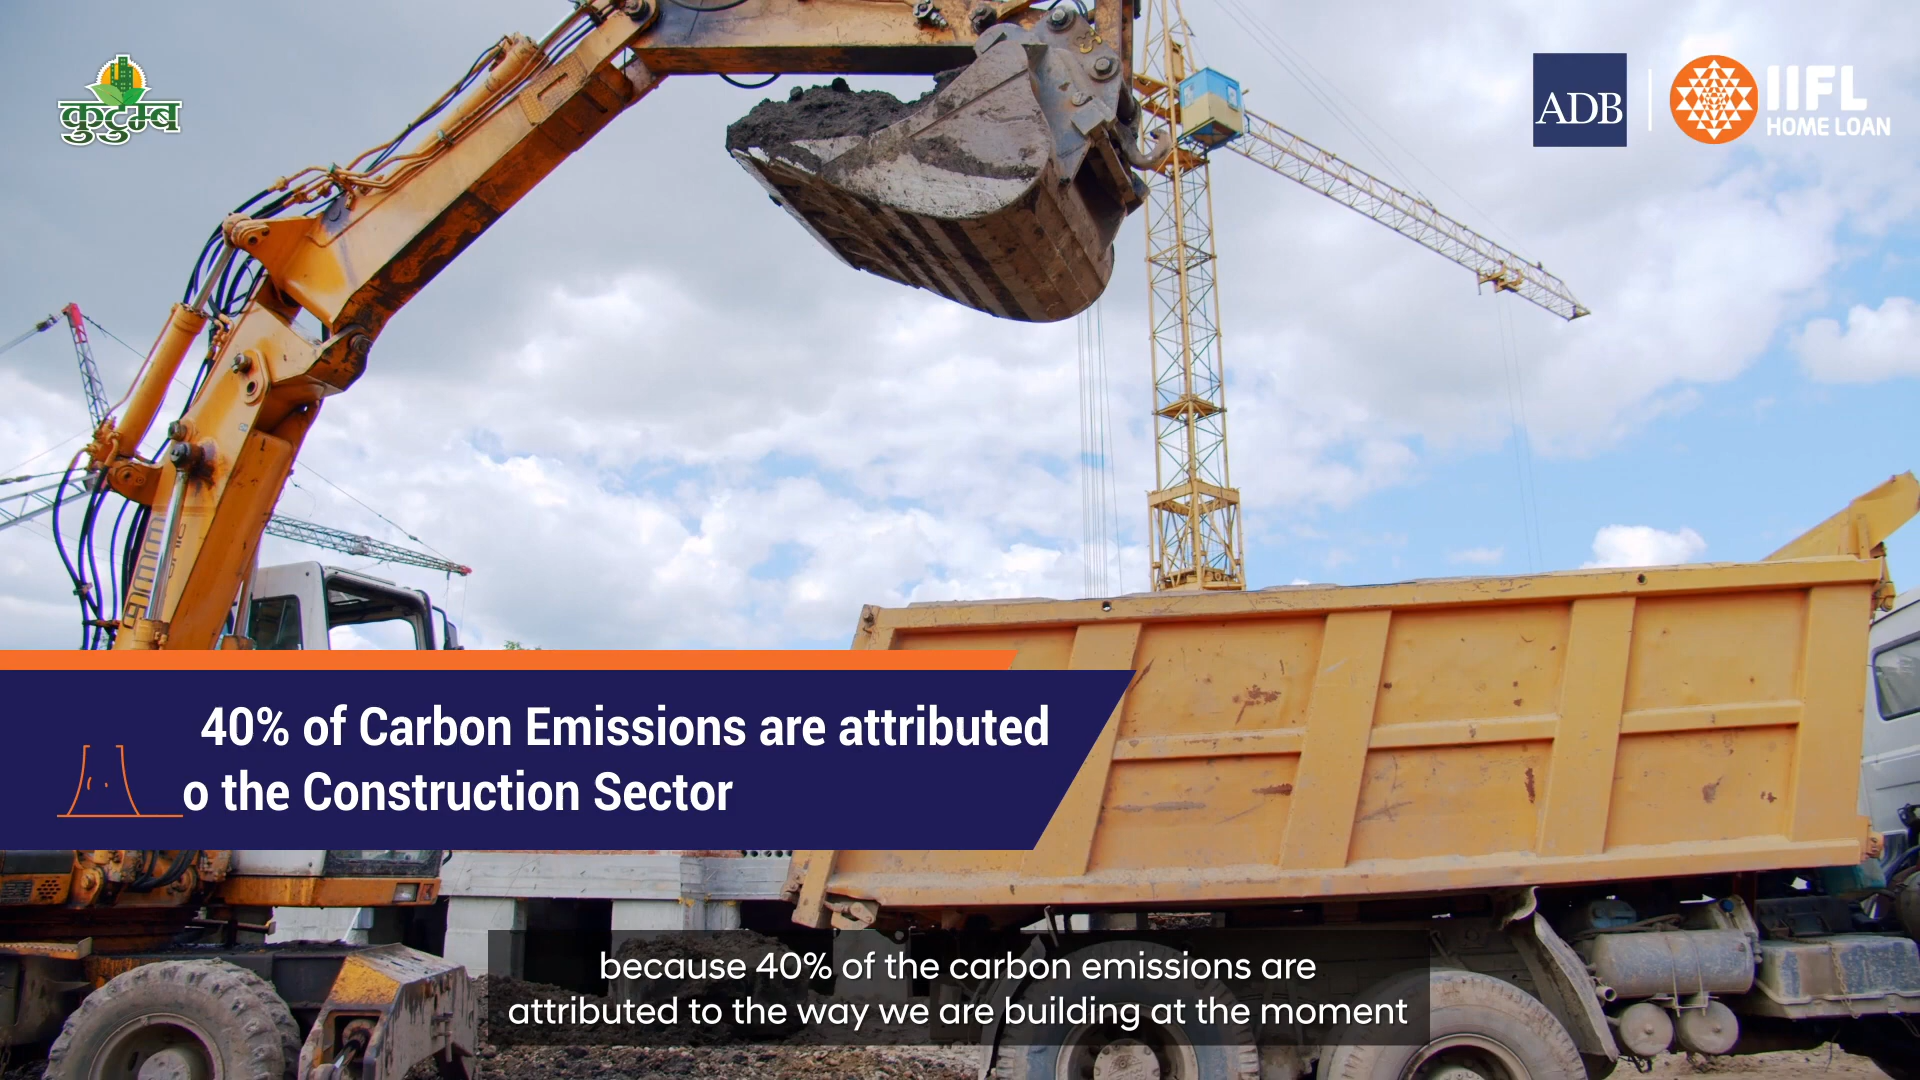 कुटुम्ब
ADB
IIFL
HOME LOAN
40% of Carbon Emissions are attributed
o the Construction Sector
because 40% of the carbon emissions are
attributed to the way we are building at the moment